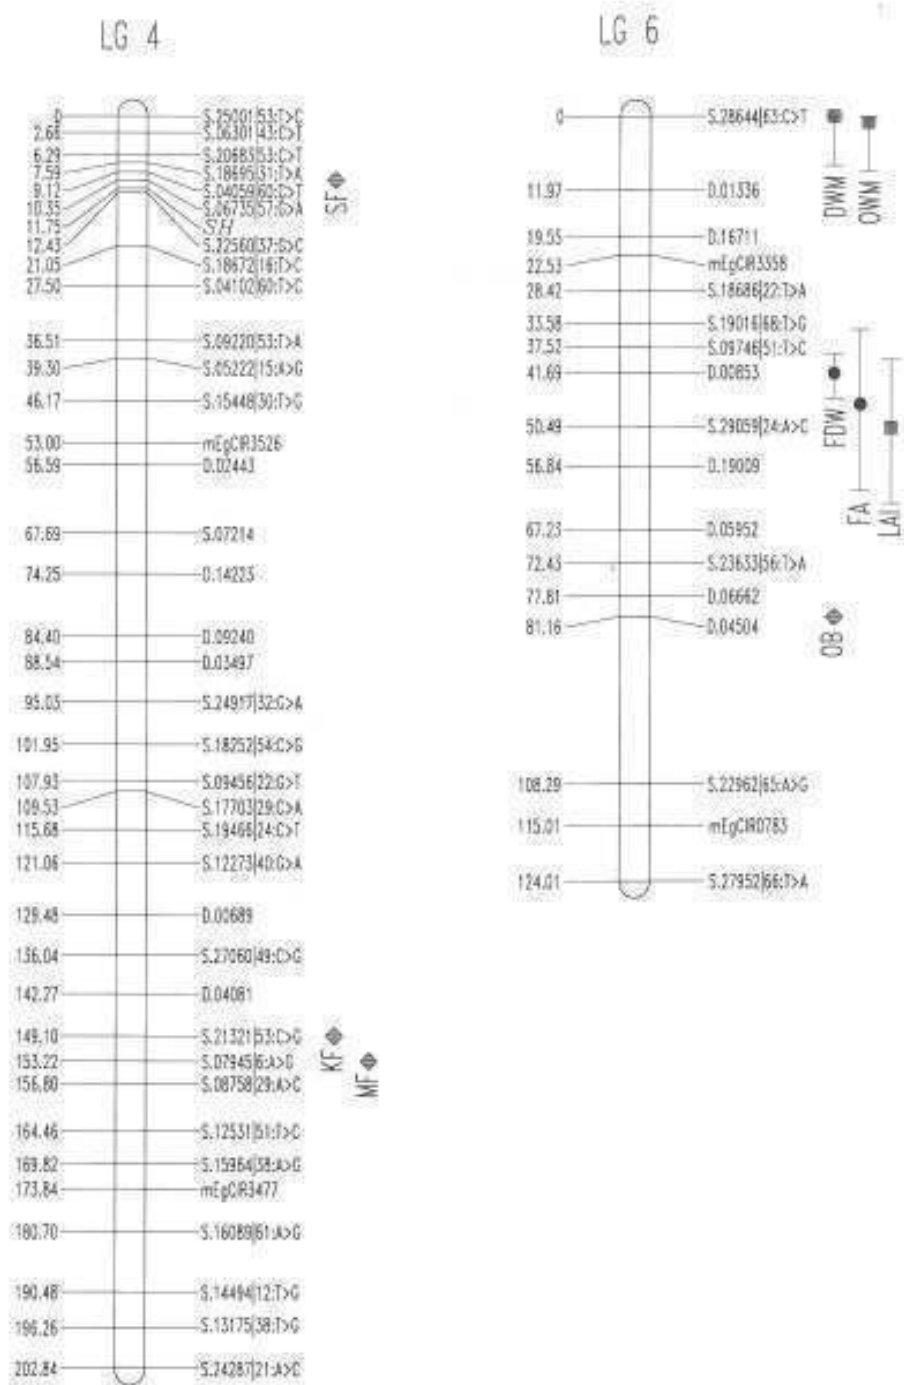 LG 4
0 S.25001|53:T>C
2.66 S.06301|43:C>T
6.29 S.20683|53:C>T
7.59 S.18695|31:T>A
9.12 S.04059|60:C>T
10.35 S.06735|57:G>A
11.75 SH
12.43 S.22560|37:G>C
21.05 S.18672|16:T>C
27.50 S.04102|60:T>C
36.51 S.09220|53:T>A
39.30 S.05222|15:A>G
46.17 S.15448|30:T>G
53.00 mEgCIR3526
56.59 D.02443
67.69 S.07214
74.25 D.14223
84.40 D.09240
88.54 D.03497
95.03 S.24917|32:G>A
101.95 S.18252|54:C>G
107.93 S.09456|22:G>T
109.53 S.17703|29:C>A
115.68 S.19466|24:C>T
121.06 S.12273|40:G>A
129.48 D.00689
136.04 S.27060|49:C>G
142.27 D.04081
149.10 S.21321|53:C>G
153.22 S.07945|6:A>G
156.80 S.08758|29:A>C
164.46 S.12531|51:T>C
169.82 S.15964|38:A>G
173.84 mEgCIR3477
180.70 S.16089|61:A>G
190.48 S.14494|12:T>G
196.26 S.13175|38:T>G
202.84 S.24287|21:A>C
SF
KF
MF
LG 6
0 S.28644|63:C>T
11.97 D.01336
19.55 D.16711
22.53 mEgCIR3358
28.42 S.18686|22:T>A
33.58 S.19016|68:T>G
37.53 S.09746|51:T>C
41.69 D.00853
50.49 S.29059|24:A>C
56.84 D.19009
67.23 D.05952
72.43 S.23633|56:T>A
77.81 D.06662
81.16 D.04504
108.29 S.22962|65:A>G
115.01 mEgCIR0783
124.01 S.27952|66:T>A
DWM
OWM
FDW
FA
LAI
OB